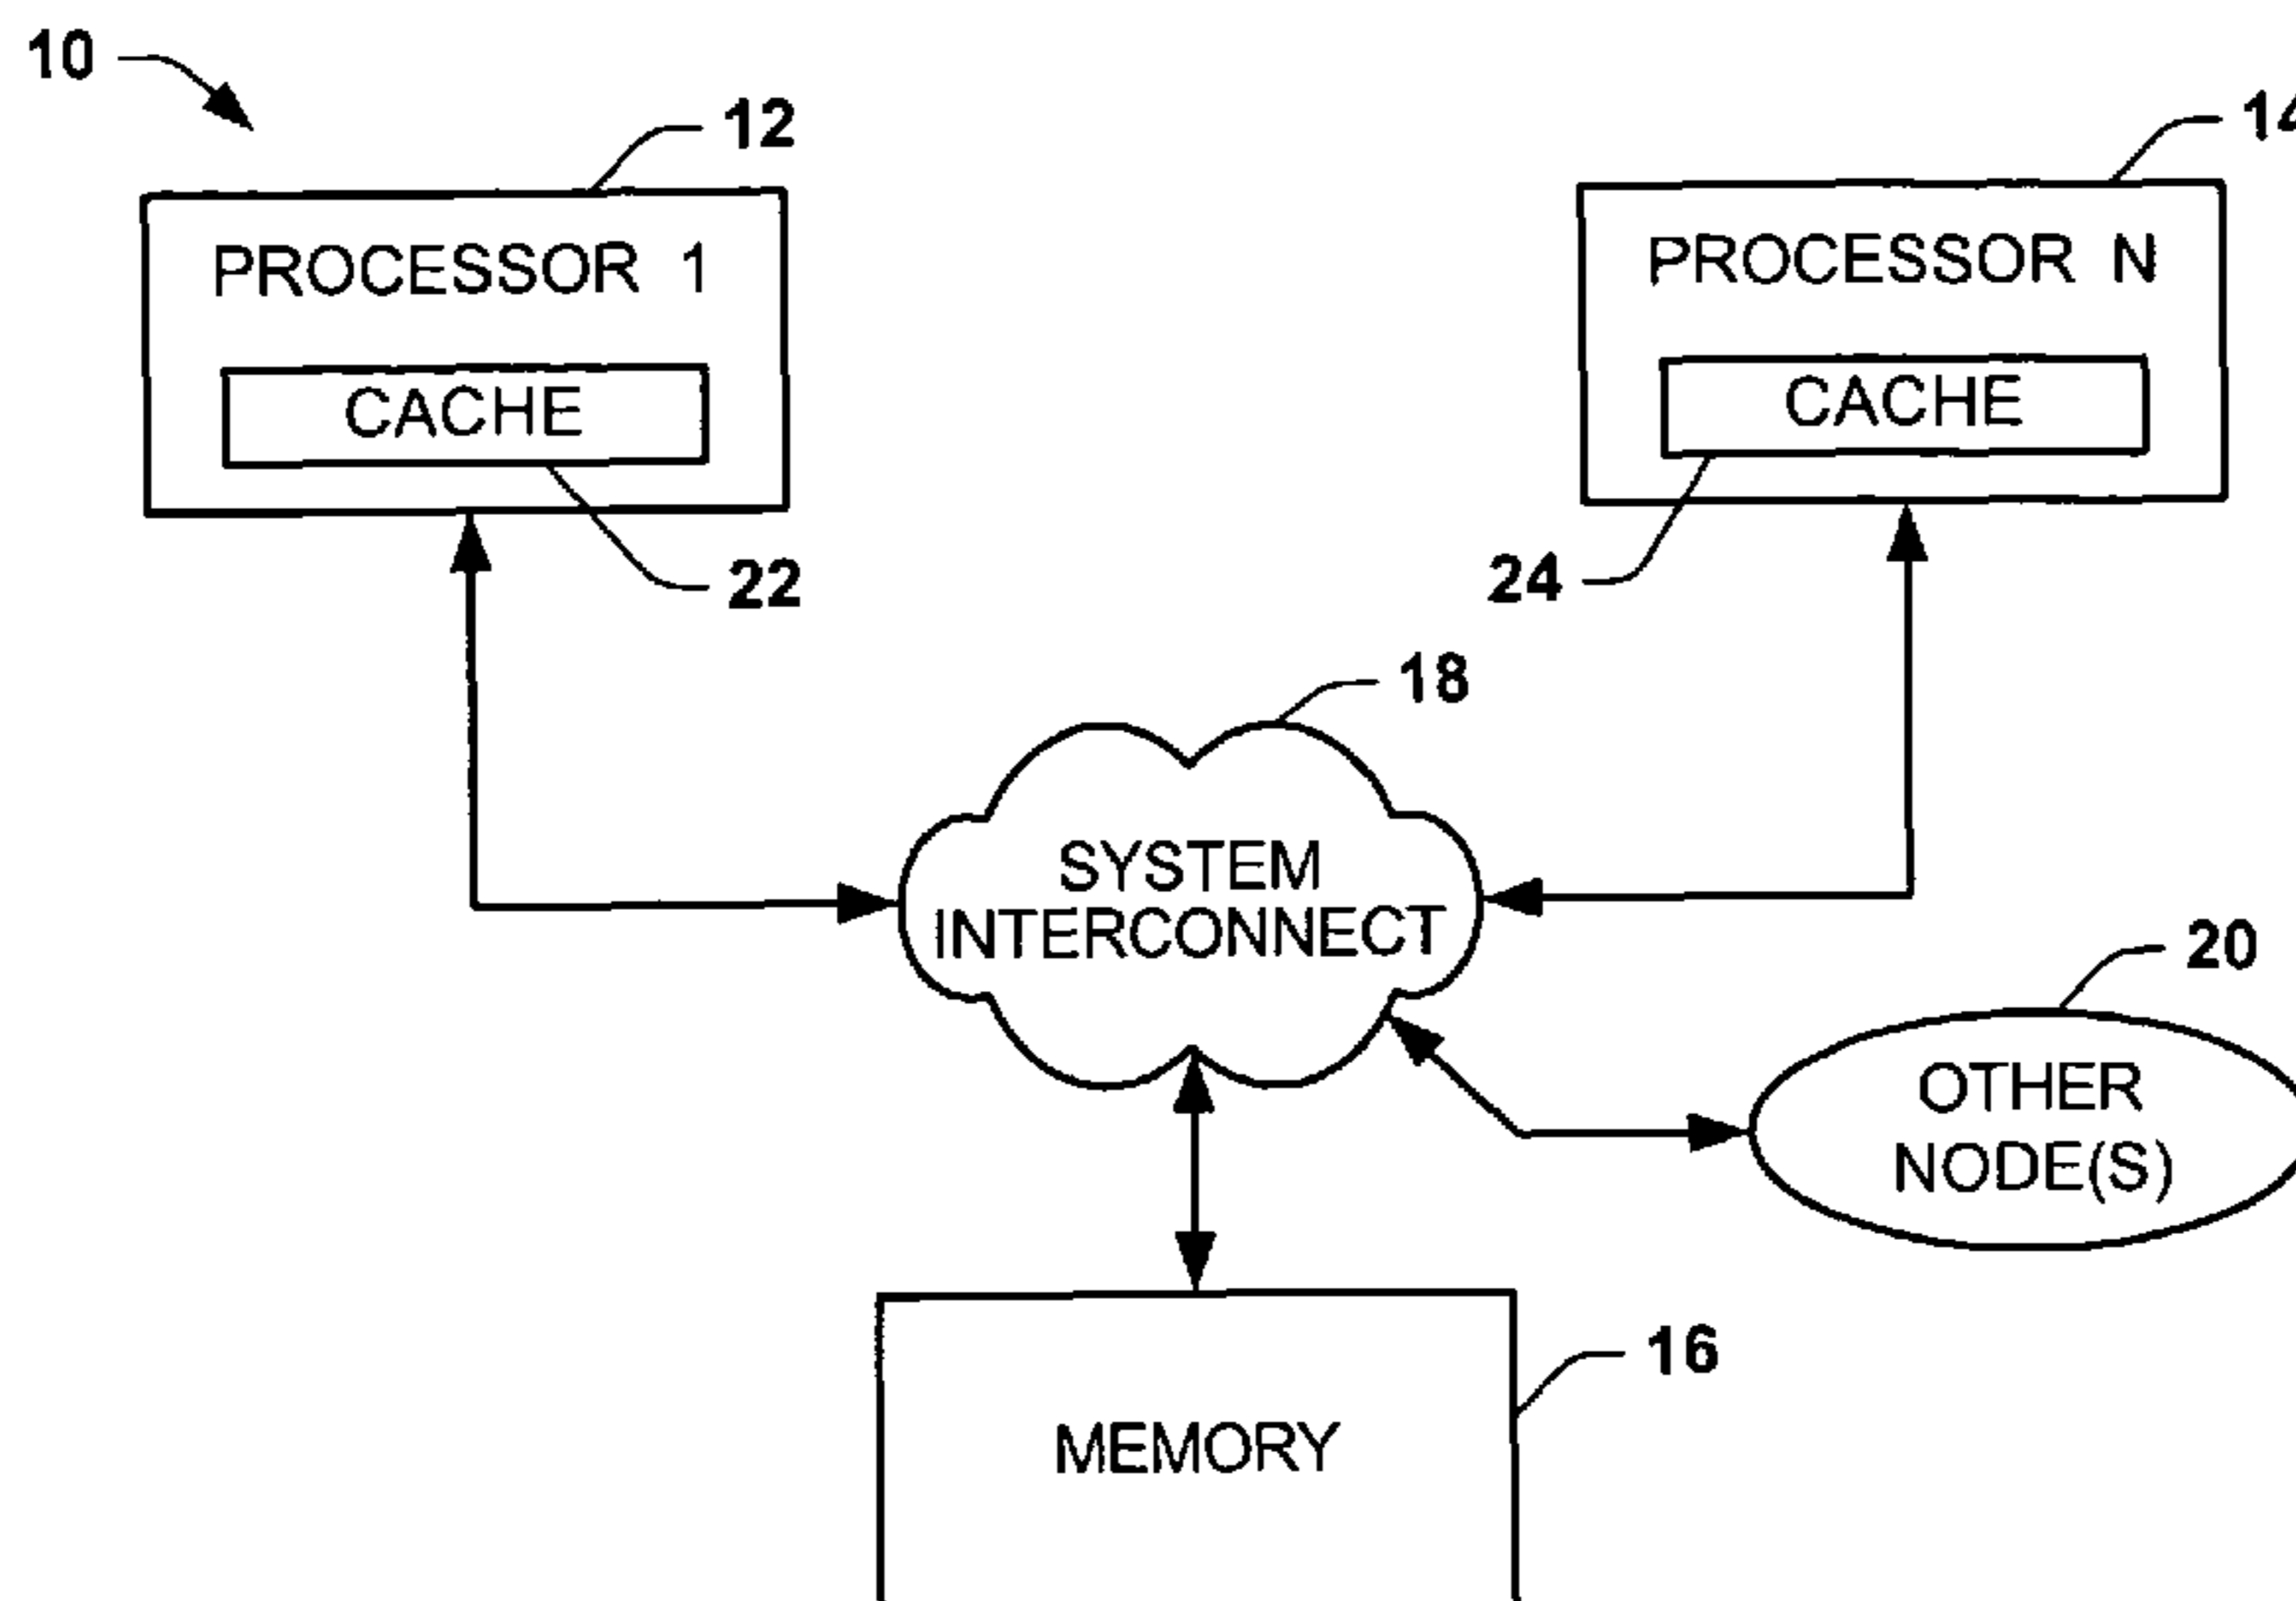 10
12
14
PROCESSOR 1
PROCESSOR N
CACHE
CACHE
22
24
18
SYSTEM
INTERCONNECT
20
OTHER
NODE(S)
16
MEMORY